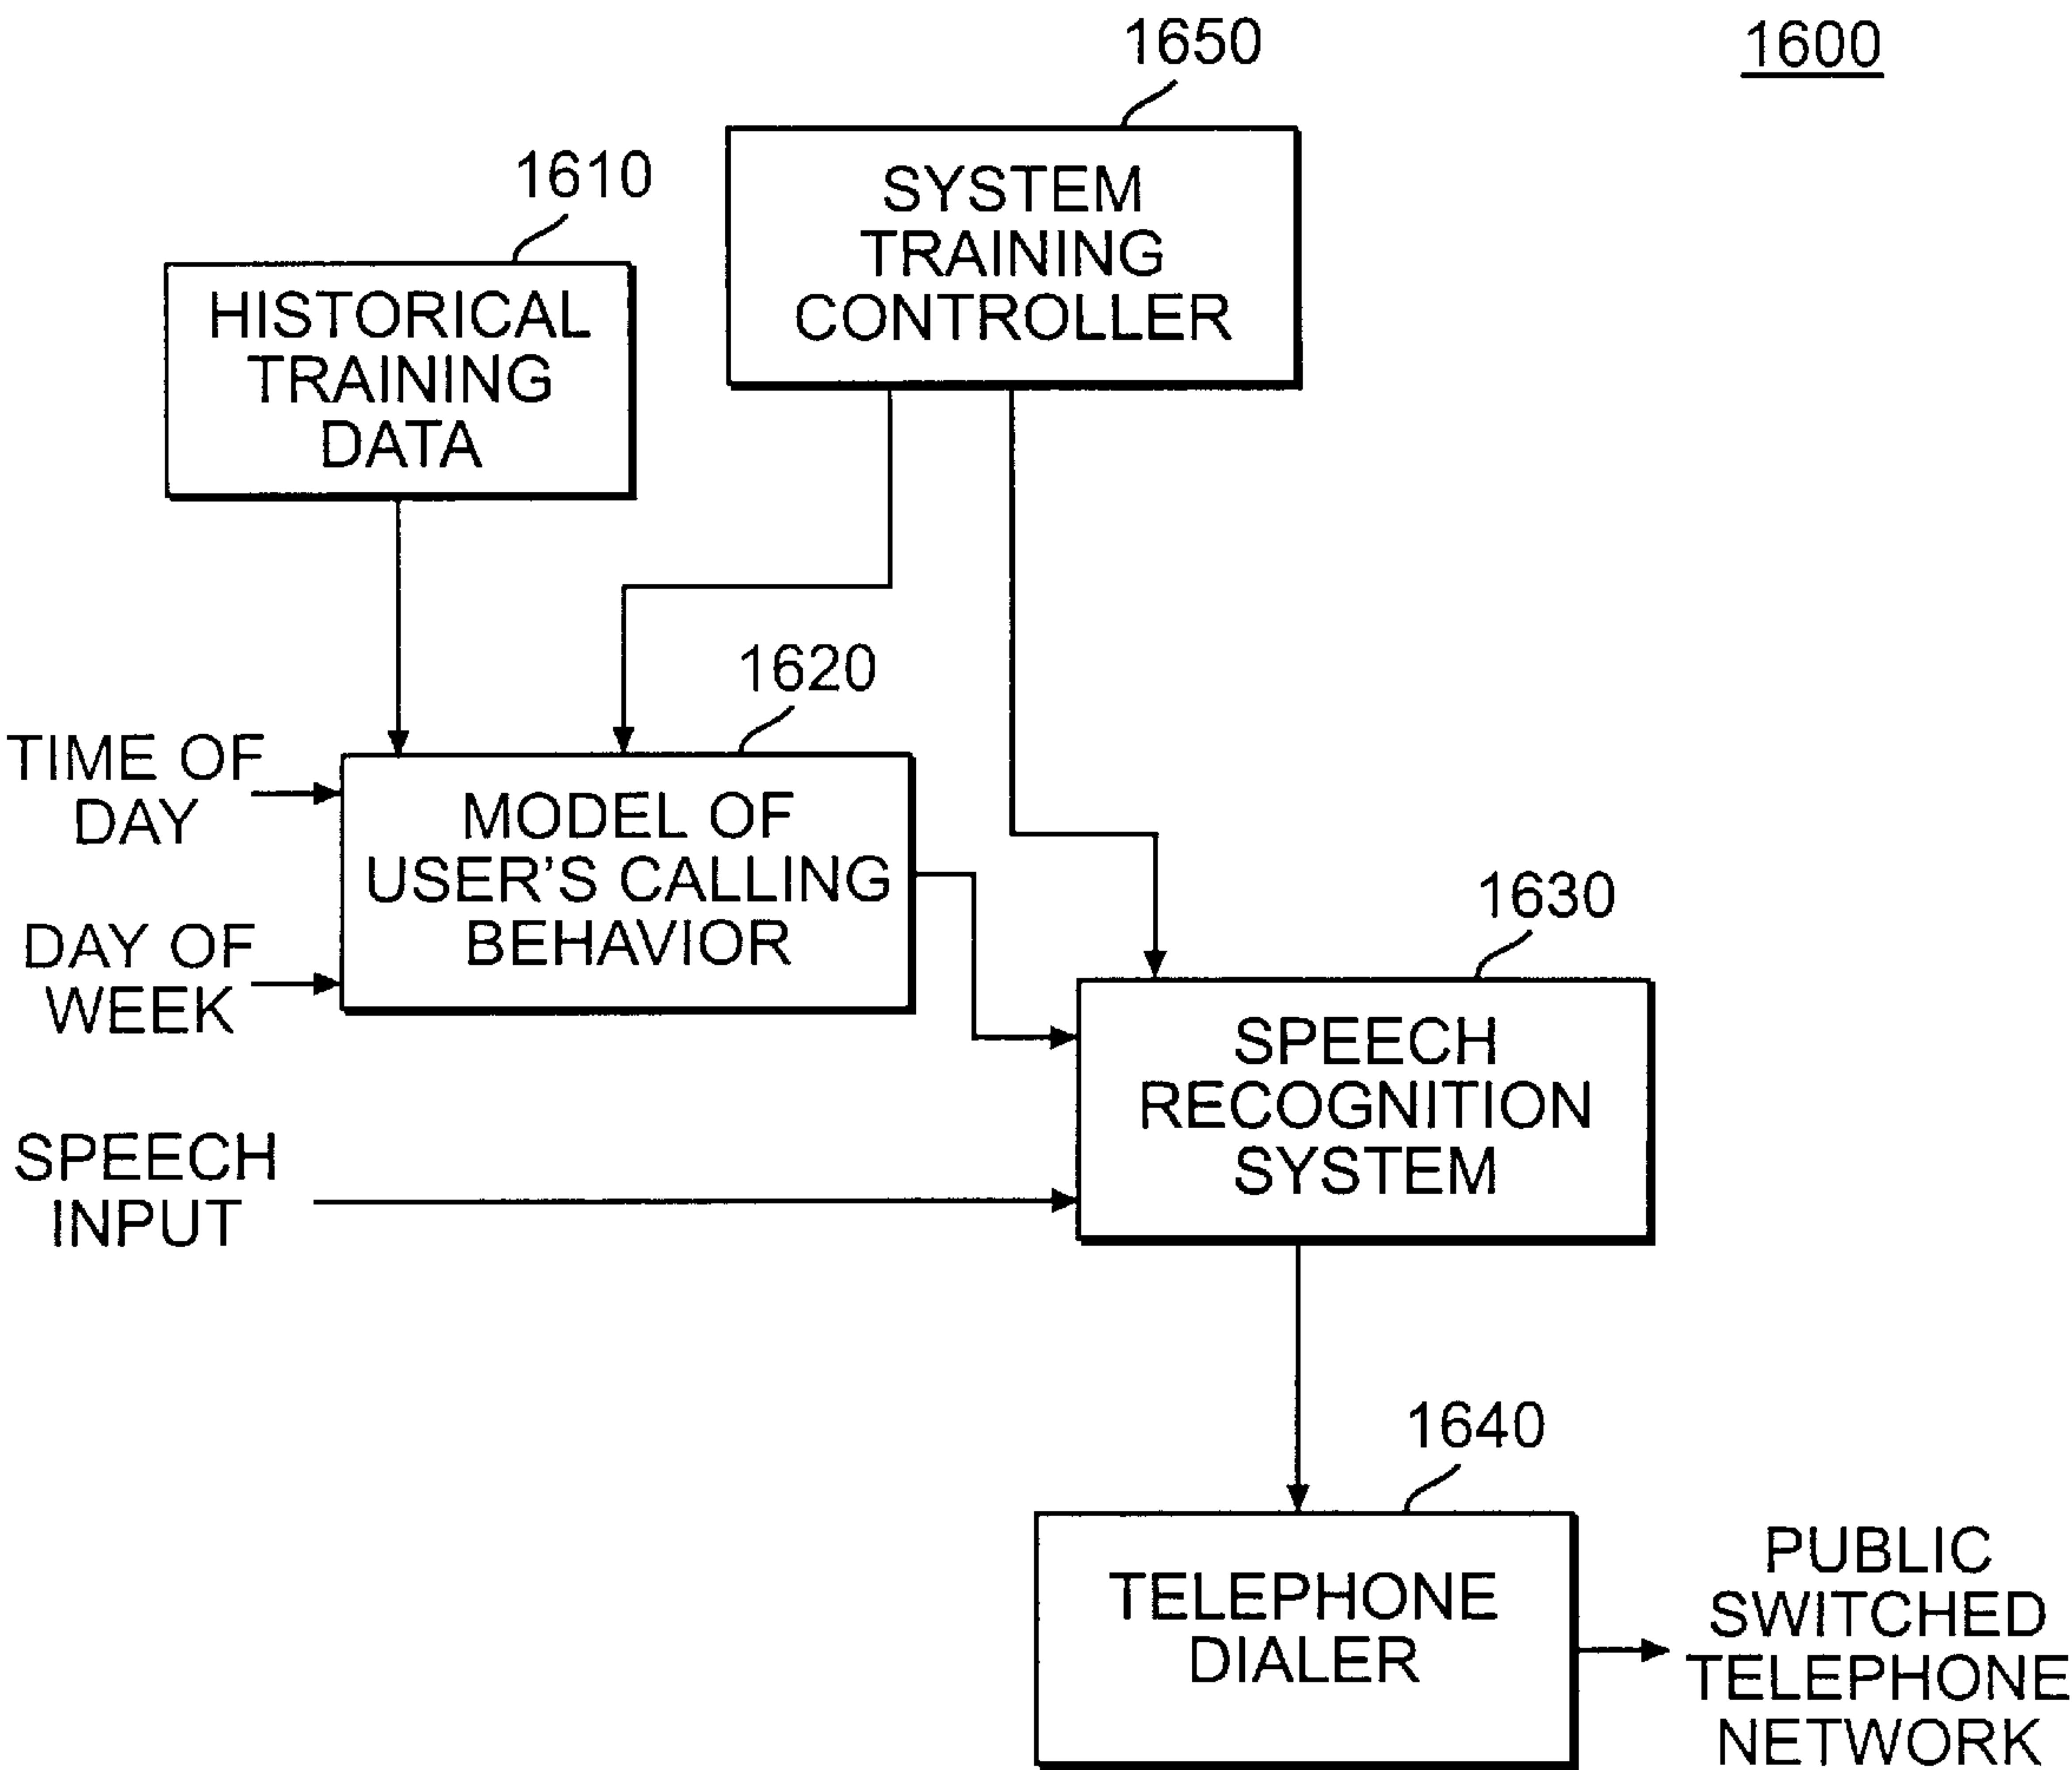 1600
1650
SYSTEM
TRAINING
CONTROLLER
1610
HISTORICAL
TRAINING
DATA
1620
TIME OF
DAY
MODEL OF
USER'S CALLING
BEHAVIOR
DAY OF
WEEK
1630
SPEECH
RECOGNITION
SYSTEM
SPEECH
INPUT
1640
TELEPHONE
DIALER
PUBLIC
SWITCHED
TELEPHONE
NETWORK